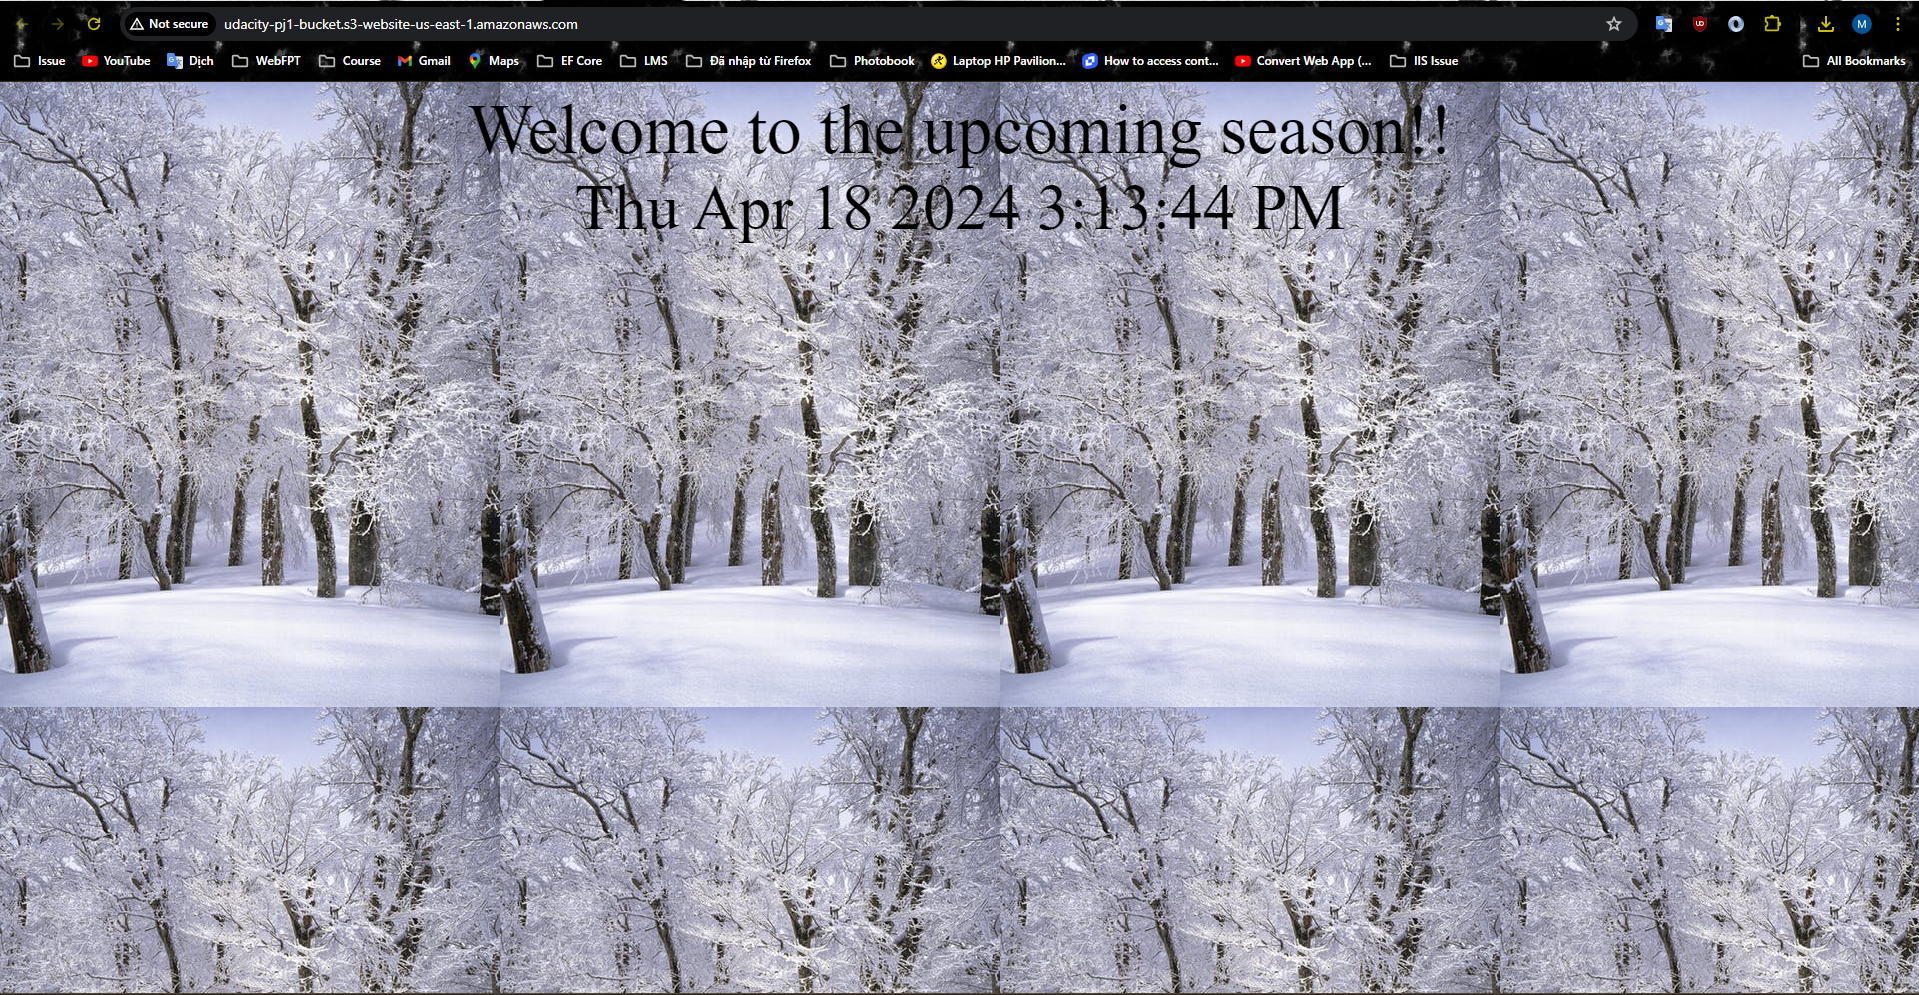 Not secure udacity-pj1-bucket.s3-website-us-east-1.amazonaws.com UD M
Issue YouTube Dịch WebFPT Course Gmail Maps EF Core LMS Đã nhập từ Firefox Photobook Laptop HP Pavilion... How to access cont... Convert Web App (... IIS Issue All Bookmarks
Welcome to the upcoming season!!
Thu Apr 18 2024 3:13:44 PM